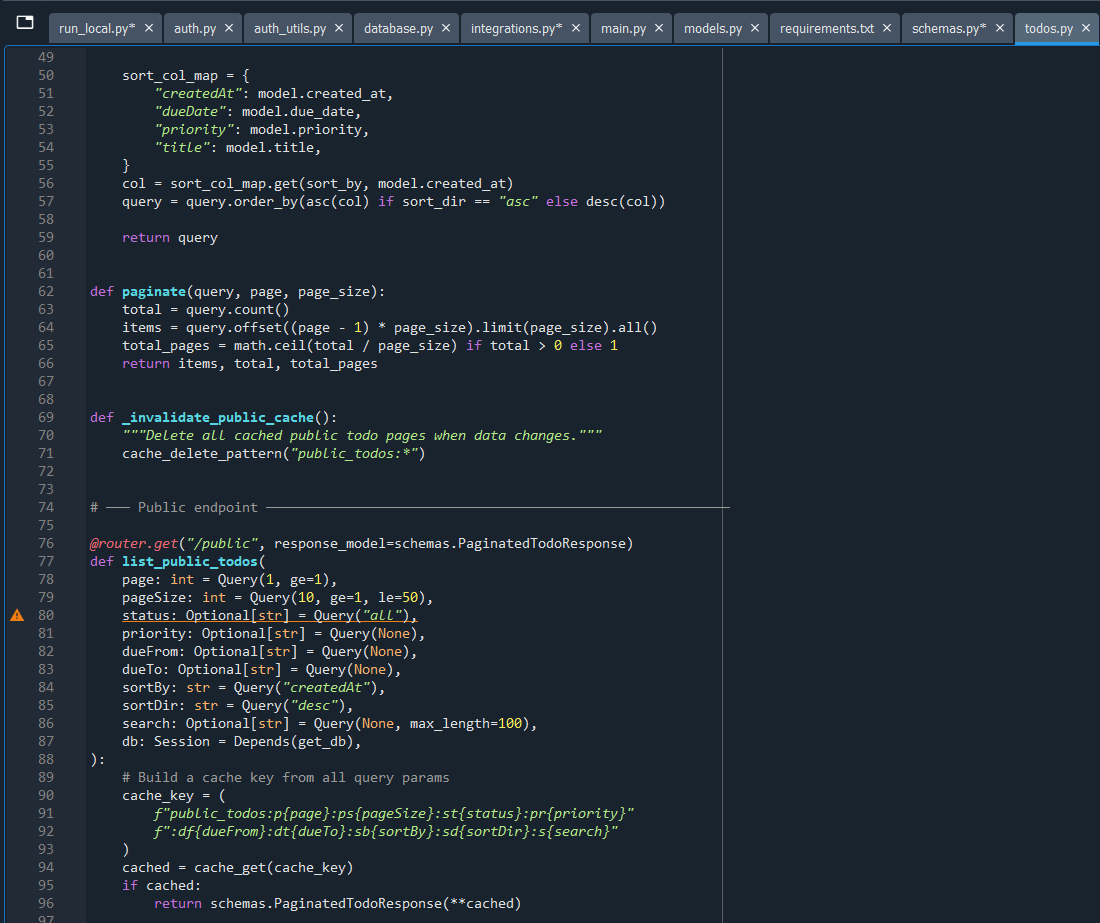 run_local.py* × auth.py × auth_utils.py × database.py × integrations.py* × main.py × models.py × requirements.txt × schemas.py* × todos.py ×
49
50     sort_col_map = {
51         "createdAt": model.created_at,
52         "dueDate": model.due_date,
53         "priority": model.priority,
54         "title": model.title,
55     }
56     col = sort_col_map.get(sort_by, model.created_at)
57     query = query.order_by(asc(col) if sort_dir == "asc" else desc(col))
58
59     return query
60
61
62 def paginate(query, page, page_size):
63     total = query.count()
64     items = query.offset((page - 1) * page_size).limit(page_size).all()
65     total_pages = math.ceil(total / page_size) if total > 0 else 1
66     return items, total, total_pages
67
68
69 def _invalidate_public_cache():
70     """Delete all cached public todo pages when data changes."""
71     cache_delete_pattern("public_todos:*")
72
73
74 # ─── Public endpoint ──────────────────────────────────────────────────────────
75
76 @router.get("/public", response_model=schemas.PaginatedTodoResponse)
77 def list_public_todos(
78     page: int = Query(1, ge=1),
79     pageSize: int = Query(10, ge=1, le=50),
80     status: Optional[str] = Query("all"),
81     priority: Optional[str] = Query(None),
82     dueFrom: Optional[str] = Query(None),
83     dueTo: Optional[str] = Query(None),
84     sortBy: str = Query("createdAt"),
85     sortDir: str = Query("desc"),
86     search: Optional[str] = Query(None, max_length=100),
87     db: Session = Depends(get_db),
88 ):
89     # Build a cache key from all query params
90     cache_key = (
91         f"public_todos:p{page}:ps{pageSize}:st{status}:pr{priority}"
92         f":df{dueFrom}:dt{dueTo}:sb{sortBy}:sd{sortDir}:s{search}"
93     )
94     cached = cache_get(cache_key)
95     if cached:
96         return schemas.PaginatedTodoResponse(**cached)
97